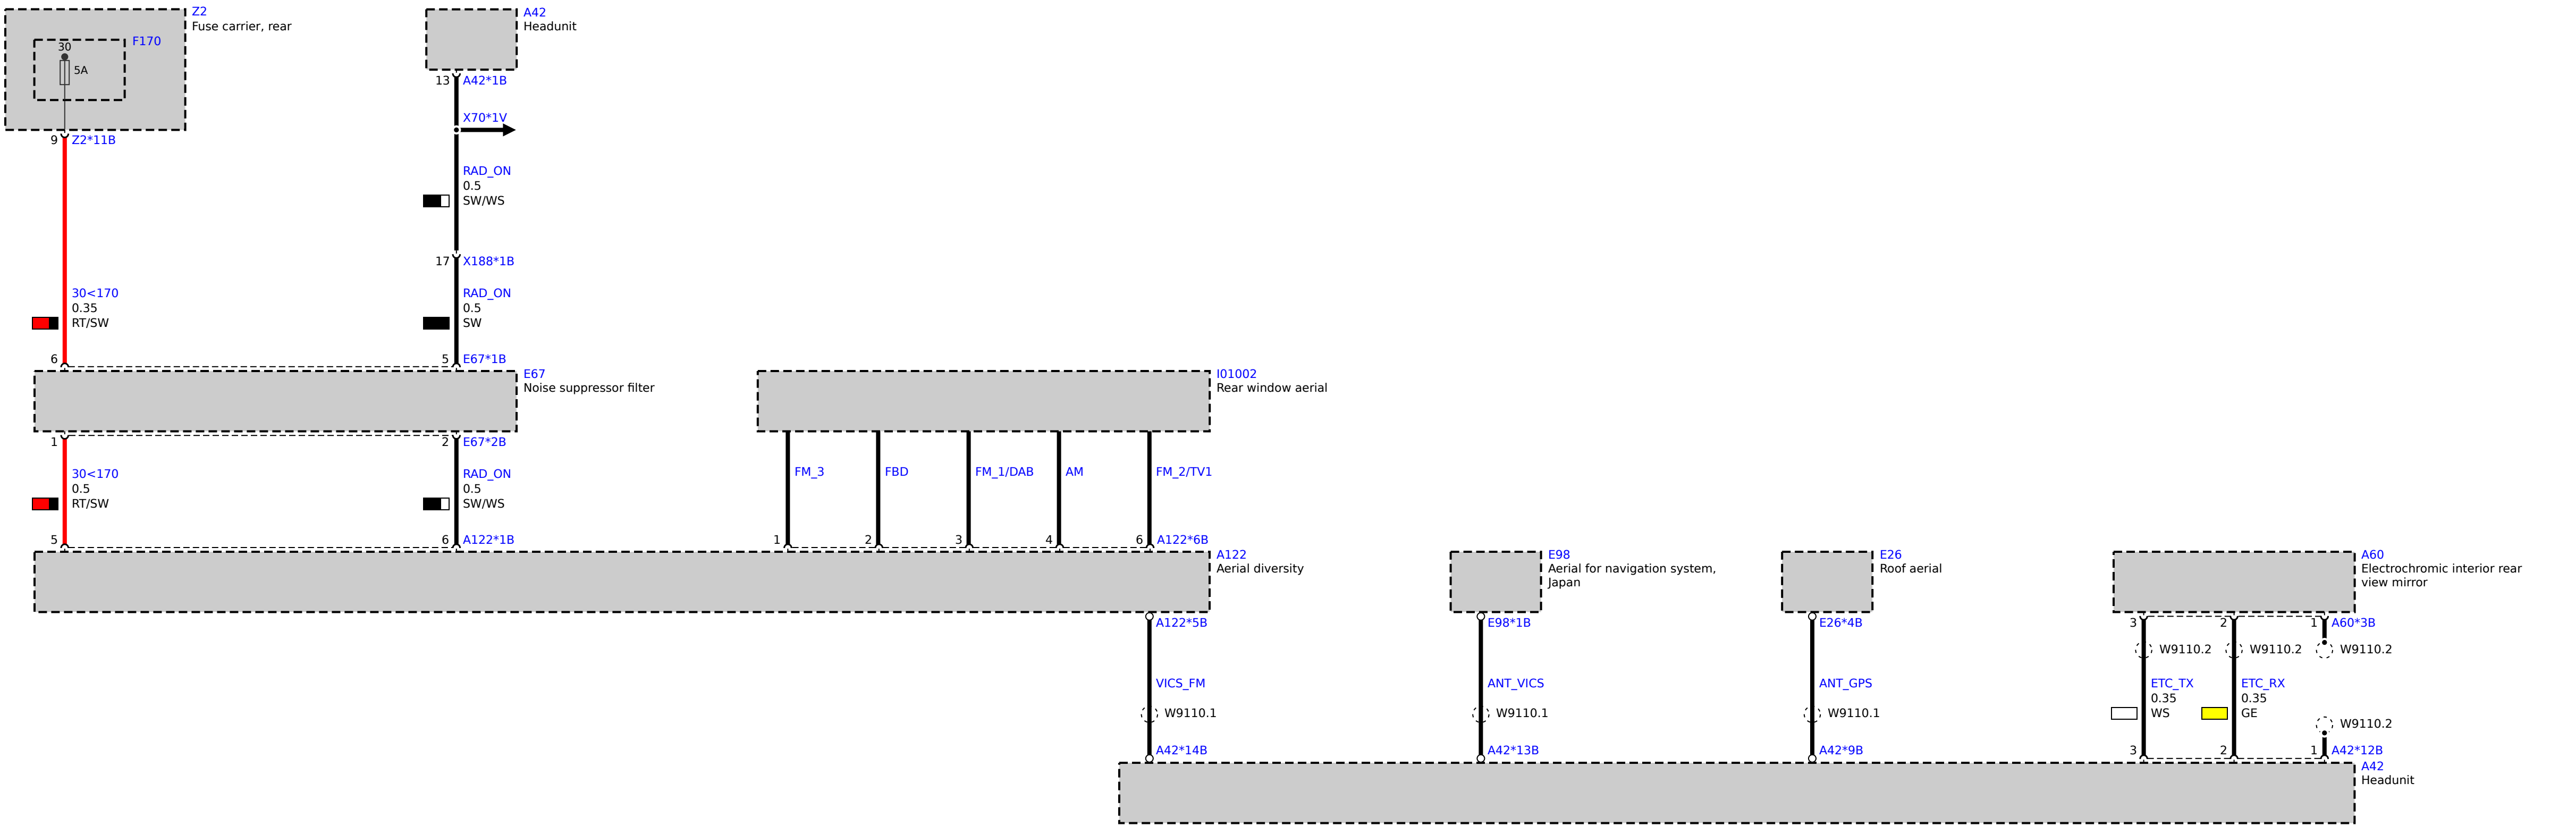 Z2
Fuse carrier, rear
F170
30
5A
9
Z2*11B
A42
Headunit
13
A42*1B
X70*1V
RAD_ON
0.5
SW/WS
17
X188*1B
30<170
0.35
RT/SW
RAD_ON
0.5
SW
6
5
E67*1B
E67
Noise suppressor filter
1
2
E67*2B
30<170
0.5
RT/SW
RAD_ON
0.5
SW/WS
5
6
A122*1B
I01002
Rear window aerial
FM_3
FBD
FM_1/DAB
AM
FM_2/TV1
1
2
3
4
6
A122*6B
A122
Aerial diversity
E98
Aerial for navigation system,
Japan
E26
Roof aerial
A60
Electrochromic interior rear
view mirror
A122*5B
E98*1B
E26*4B
3
2
1
A60*3B
W9110.2
W9110.2
W9110.2
VICS_FM
ANT_VICS
ANT_GPS
ETC_TX
0.35
WS
ETC_RX
0.35
GE
W9110.1
W9110.1
W9110.1
W9110.2
A42*14B
A42*13B
A42*9B
3
2
1
A42*12B
A42
Headunit